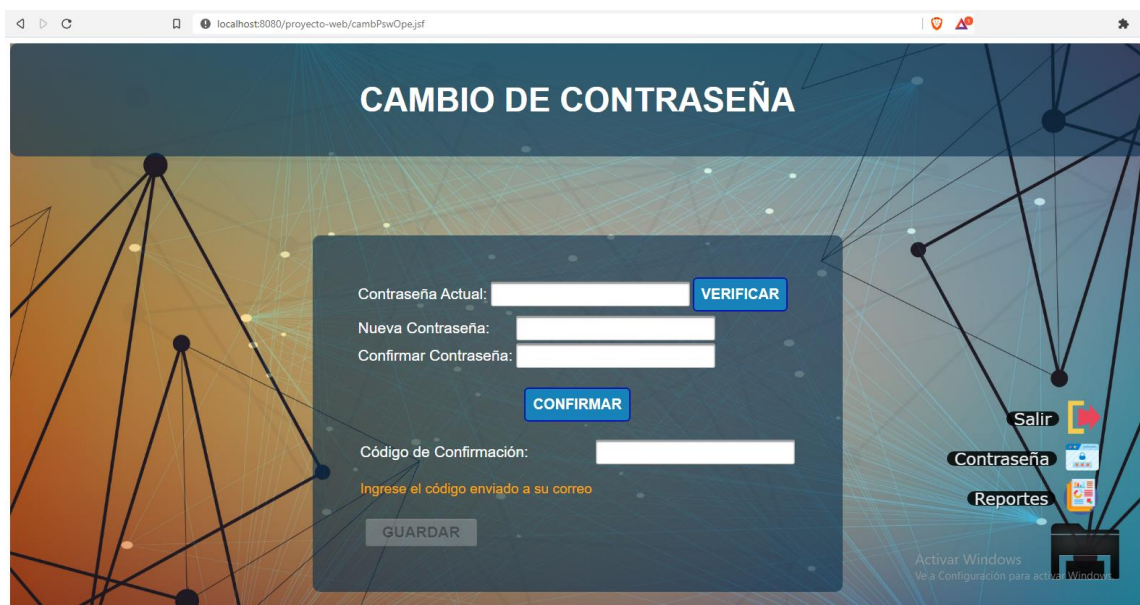 localhost:8080/proyecto-web/cambPswOpe.jsf
CAMBIO DE CONTRASEÑA
Contraseña Actual: VERIFICAR
Nueva Contraseña:
Confirmar Contraseña:
CONFIRMAR
Salir
Código de Confirmación:
Contraseña
Ingrese el código enviado a su correo
Reportes
GUARDAR
Activar Windows
Ve a Configuración para activar Windows.